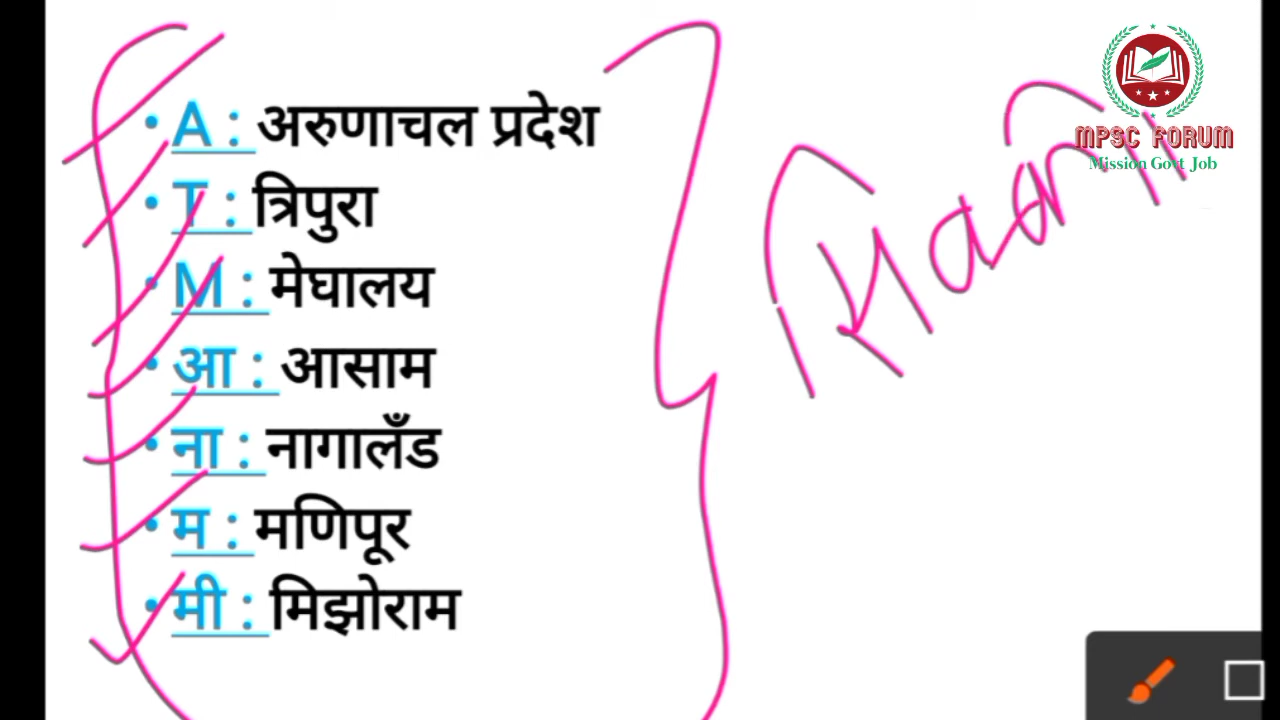 • A : अरुणाचल प्रदेश
• T : त्रिपुरा
• M : मेघालय
• आ : आसाम
• ना : नागालँड
• म : मणिपूर
• मी : मिझोराम
MPSC FORUM
Mission Govt Job